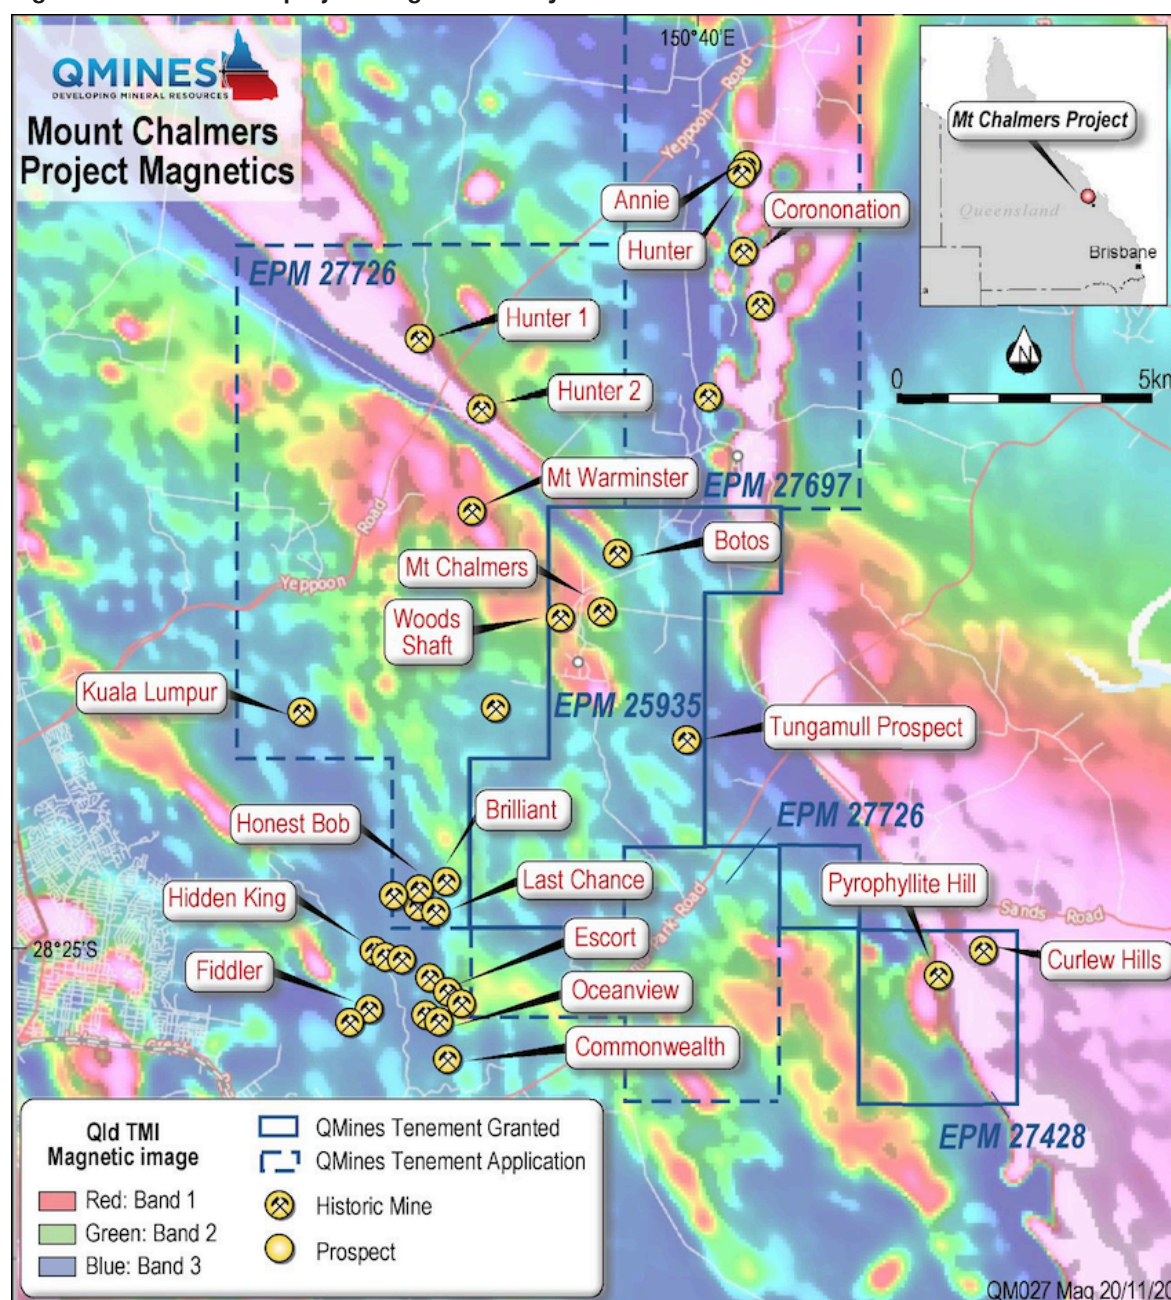 QMINES
DEVELOPING MINERAL RESOURCES
Mount Chalmers
Project Magnetics
150°40'E
Yeppoon Road
Mt Chalmers Project
Queensland
Brisbane
a
N
0 5km
Annie
Corononation
Hunter
EPM 27726
Hunter 1
Hunter 2
Mt Warminster
EPM 27697
Road
Botos
Mt Chalmers
Yeppoon
Woods
Shaft
Kuala Lumpur
EPM 25935
Tungamull Prospect
Brilliant
Honest Bob
EPM 27726
Last Chance
Pyrophyllite Hill
Hidden King
Park Road
Sands Road
28°25'S
Escort
Curlew Hills
Fiddler
Oceanview
Commonwealth
EPM 27428
Qld TMI
Magnetic image
Red: Band 1
Green: Band 2
Blue: Band 3
QMines Tenement Granted
QMines Tenement Application
Historic Mine
Prospect
QM027 Mag 20/11/20